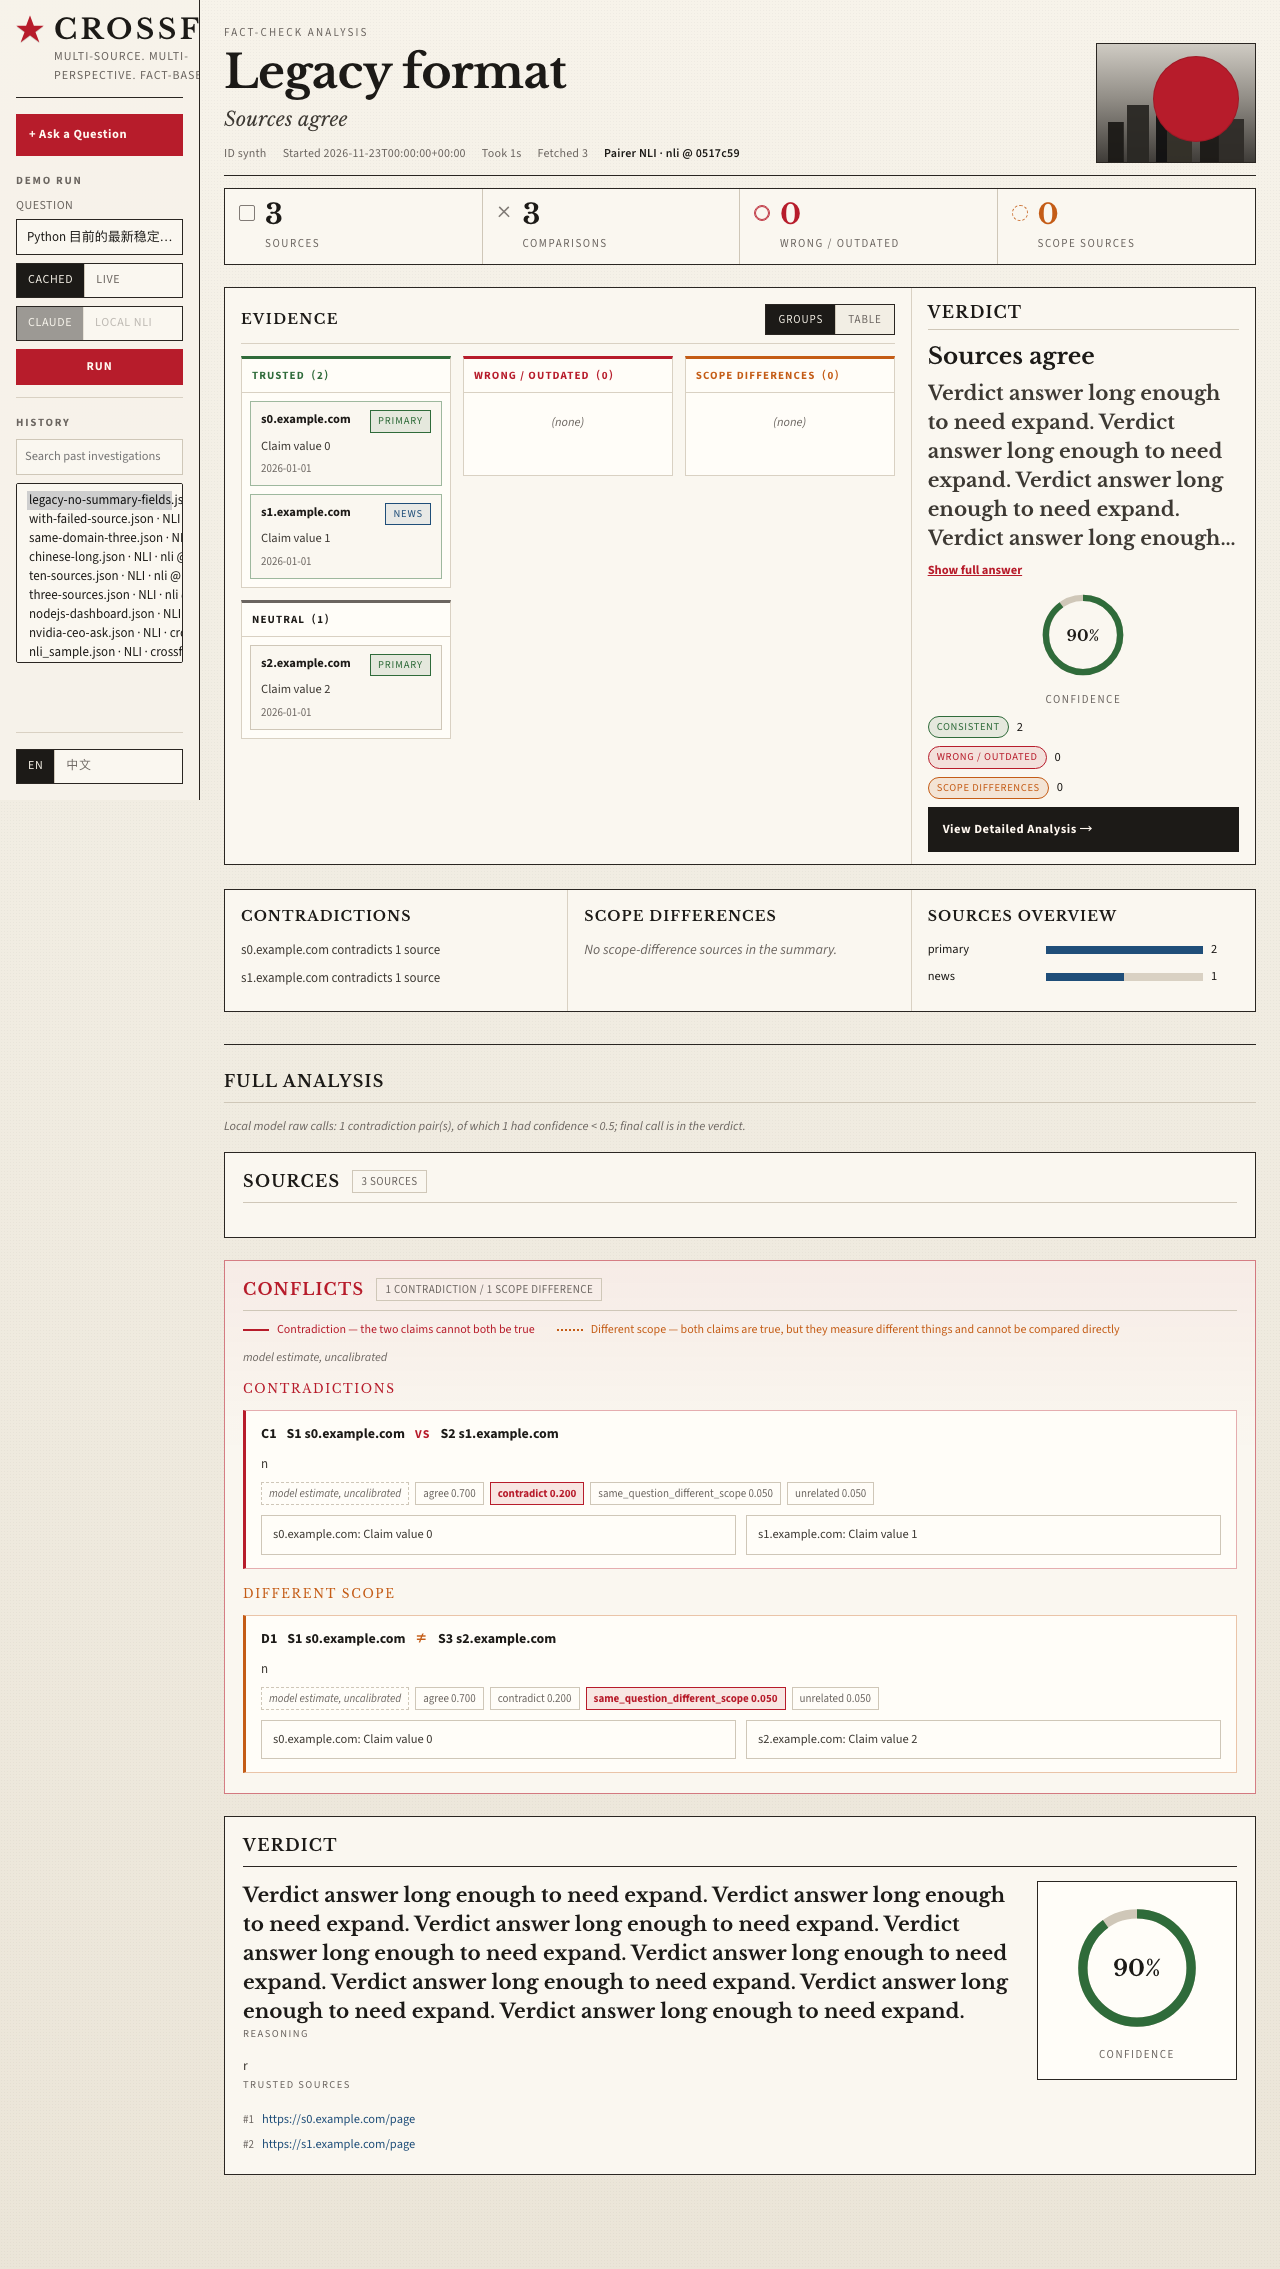 ★ CROSSF
MULTI-SOURCE. MULTI-
PERSPECTIVE. FACT-BASE
+ Ask a Question
DEMO RUN
QUESTION
Python 目前的最新稳定…
CACHED LIVE
CLAUDE LOCAL NLI
RUN
HISTORY
Search past investigations
legacy-no-summary-fields.js
with-failed-source.json · NLI
same-domain-three.json · N
chinese-long.json · NLI · nli @
ten-sources.json · NLI · nli @
three-sources.json · NLI · nli
nodejs-dashboard.json · NLI
nvidia-ceo-ask.json · NLI · cr
nli_sample.json · NLI · crossf
EN 中文
FACT-CHECK ANALYSIS
Legacy format
Sources agree
ID synth Started 2026-11-23T00:00:00+00:00 Took 1s Fetched 3 Pairer NLI · nli @ 0517c59
3
SOURCES
3
COMPARISONS
0
WRONG / OUTDATED
0
SCOPE SOURCES
EVIDENCE
GROUPS TABLE
TRUSTED (2)
s0.example.com PRIMARY
Claim value 0
2026-01-01
s1.example.com NEWS
Claim value 1
2026-01-01
NEUTRAL (1)
s2.example.com PRIMARY
Claim value 2
2026-01-01
WRONG / OUTDATED (0)
(none)
SCOPE DIFFERENCES (0)
(none)
VERDICT
Sources agree
Verdict answer long enough
to need expand. Verdict
answer long enough to need
expand. Verdict answer long
enough to need expand.
Verdict answer long enough…
Show full answer
90%
CONFIDENCE
CONSISTENT 2
WRONG / OUTDATED 0
SCOPE DIFFERENCES 0
View Detailed Analysis →
CONTRADICTIONS
s0.example.com contradicts 1 source
s1.example.com contradicts 1 source
SCOPE DIFFERENCES
No scope-difference sources in the summary.
SOURCES OVERVIEW
primary 2
news 1
FULL ANALYSIS
Local model raw calls: 1 contradiction pair(s), of which 1 had confidence < 0.5; final call is in the verdict.
SOURCES 3 SOURCES
CONFLICTS 1 CONTRADICTION / 1 SCOPE DIFFERENCE
Contradiction — the two claims cannot both be true Different scope — both claims are true, but they measure different things and cannot be compared directly
model estimate, uncalibrated
CONTRADICTIONS
C1 S1 s0.example.com VS S2 s1.example.com
n
model estimate, uncalibrated agree 0.700 contradict 0.200 same_question_different_scope 0.050 unrelated 0.050
s0.example.com: Claim value 0 s1.example.com: Claim value 1
DIFFERENT SCOPE
D1 S1 s0.example.com ≠ S3 s2.example.com
n
model estimate, uncalibrated agree 0.700 contradict 0.200 same_question_different_scope 0.050 unrelated 0.050
s0.example.com: Claim value 0 s2.example.com: Claim value 2
VERDICT
Verdict answer long enough to need expand. Verdict answer long enough
to need expand. Verdict answer long enough to need expand. Verdict
answer long enough to need expand. Verdict answer long enough to need
expand. Verdict answer long enough to need expand. Verdict answer long
enough to need expand. Verdict answer long enough to need expand.
REASONING
r
TRUSTED SOURCES
#1 https://s0.example.com/page
#2 https://s1.example.com/page
90%
CONFIDENCE